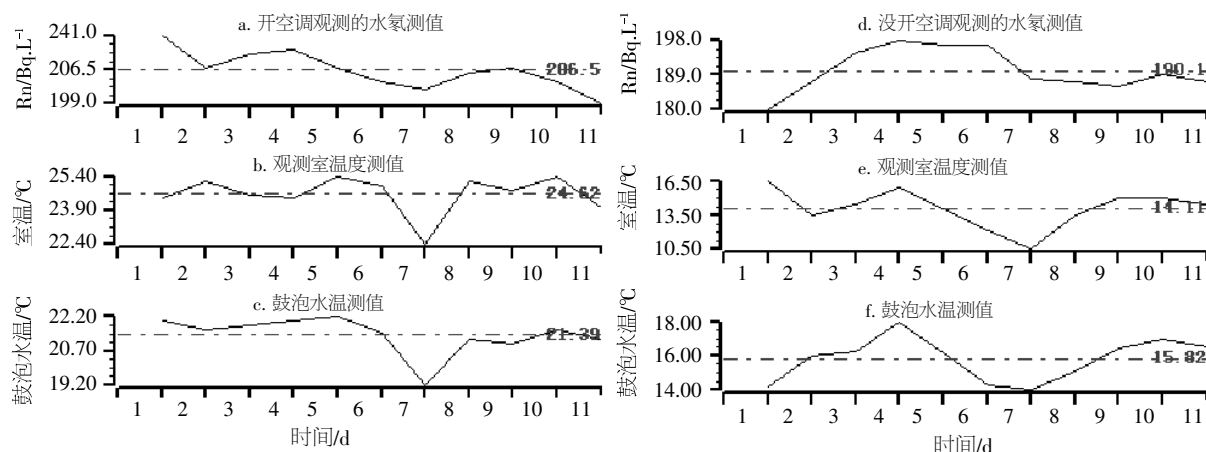 a. 开空调观测的水氡测值
Rn/Bq.L⁻¹
241.0
206.5
199.0
206.5
1 2 3 4 5 6 7 8 9 10 11
b. 观测室温度测值
室温/℃
25.40
23.90
22.40
24.62
1 2 3 4 5 6 7 8 9 10 11
c. 鼓泡水温测值
鼓泡水温/℃
22.20
20.70
19.20
21.39
1 2 3 4 5 6 7 8 9 10 11
时间/d
d. 没开空调观测的水氡测值
Rn/Bq.L⁻¹
198.0
189.0
180.0
190.1
1 2 3 4 5 6 7 8 9 10 11
e. 观测室温度测值
室温/℃
16.50
13.50
10.50
14.11
1 2 3 4 5 6 7 8 9 10 11
f. 鼓泡水温测值
鼓泡水温/℃
18.00
16.00
14.00
15.82
1 2 3 4 5 6 7 8 9 10 11
时间/d